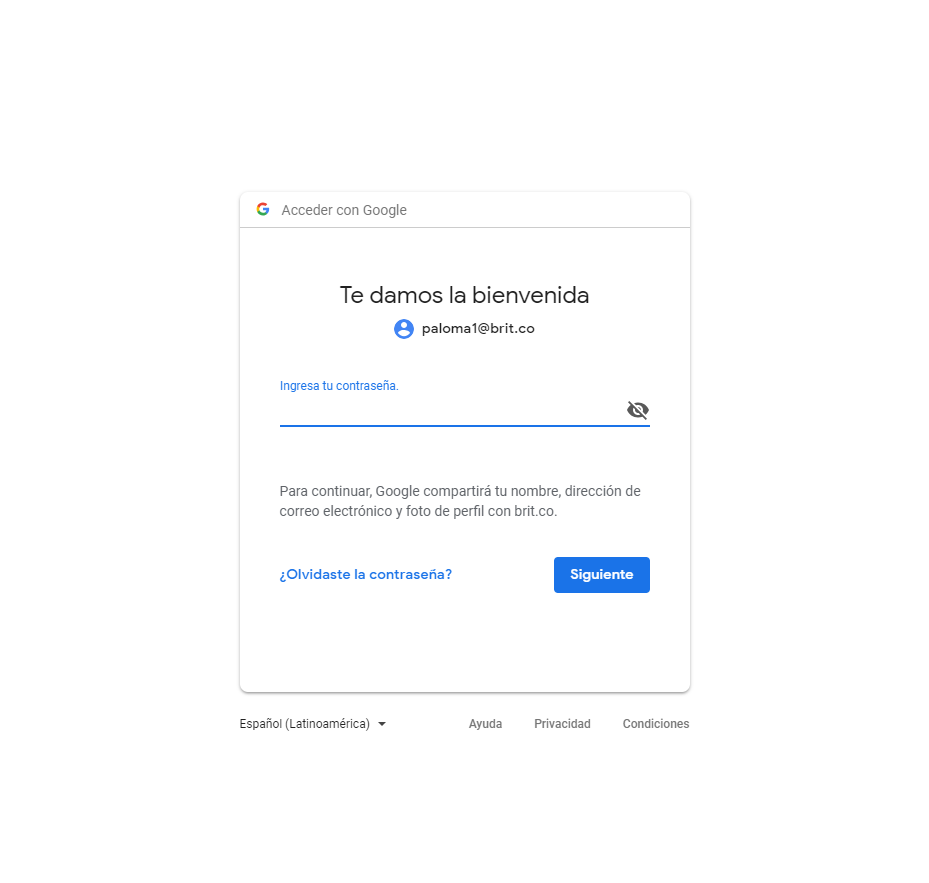 Acceder con Google
Te damos la bienvenida
paloma1@brit.co
Ingresa tu contraseña.
Para continuar, Google compartirá tu nombre, dirección de
correo electrónico y foto de perfil con brit.co.
¿Olvidaste la contraseña? Siguiente
Español (Latinoamérica) Ayuda Privacidad Condiciones